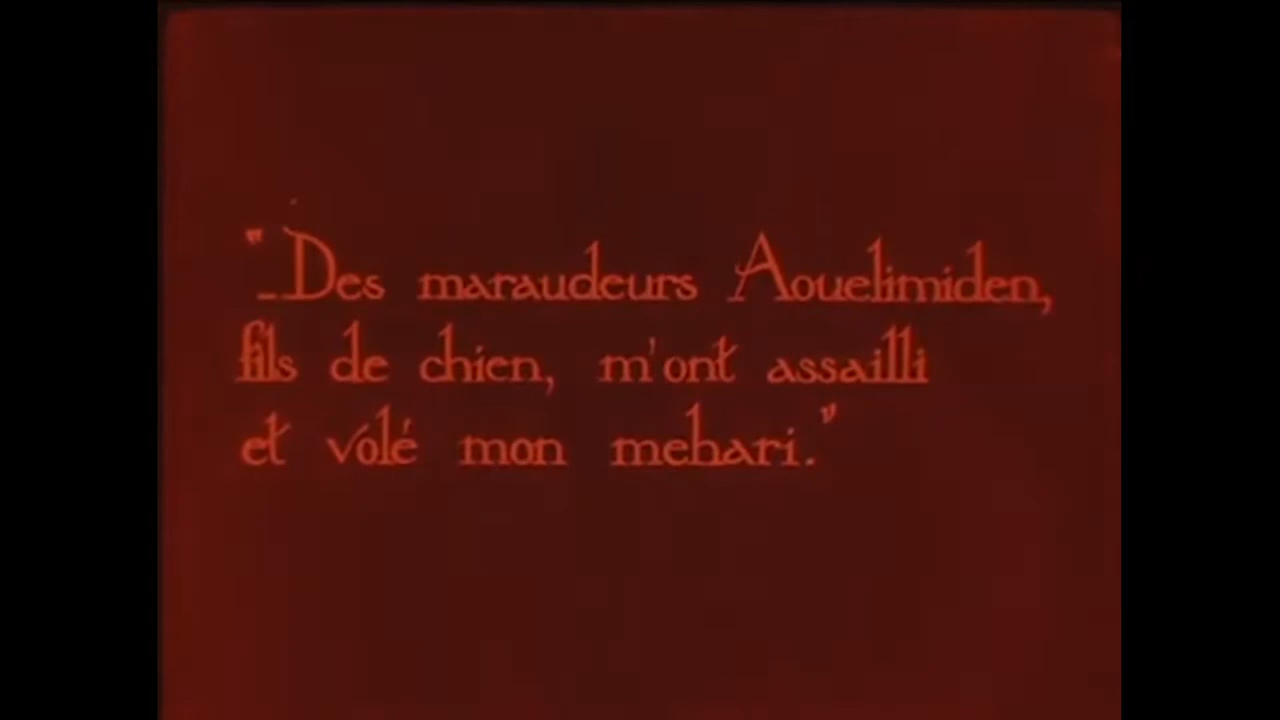 "_Des maraudeurs Aouelimiden,
fils de chien, m'ont assailli
et volé mon mehari."